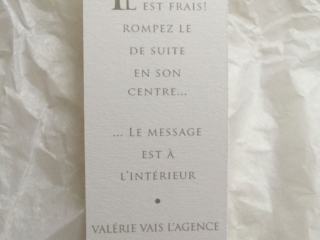 IL EST FRAIS!
ROMPEZ LE
DE SUITE
EN SON
CENTRE...
... LE MESSAGE
EST À
L'INTÉRIEUR
VALÉRIE VAIS L'AGENCE